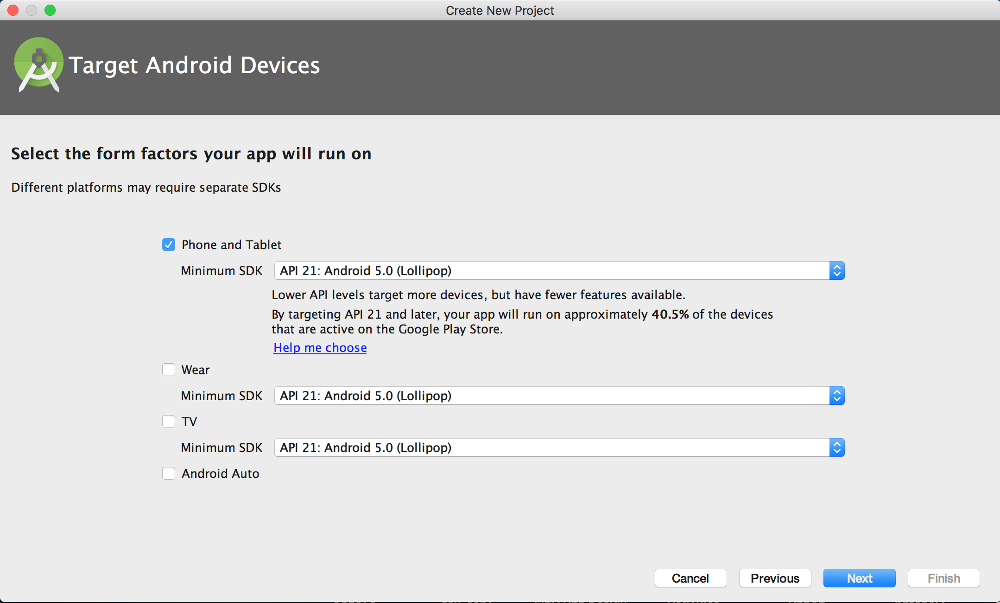 Create New Project
Target Android Devices
Select the form factors your app will run on
Different platforms may require separate SDKs
Phone and Tablet
Minimum SDK API 21: Android 5.0 (Lollipop)
Lower API levels target more devices, but have fewer features available.
By targeting API 21 and later, your app will run on approximately 40.5% of the devices
that are active on the Google Play Store.
Help me choose
Wear
Minimum SDK API 21: Android 5.0 (Lollipop)
TV
Minimum SDK API 21: Android 5.0 (Lollipop)
Android Auto
Cancel Previous Next Finish